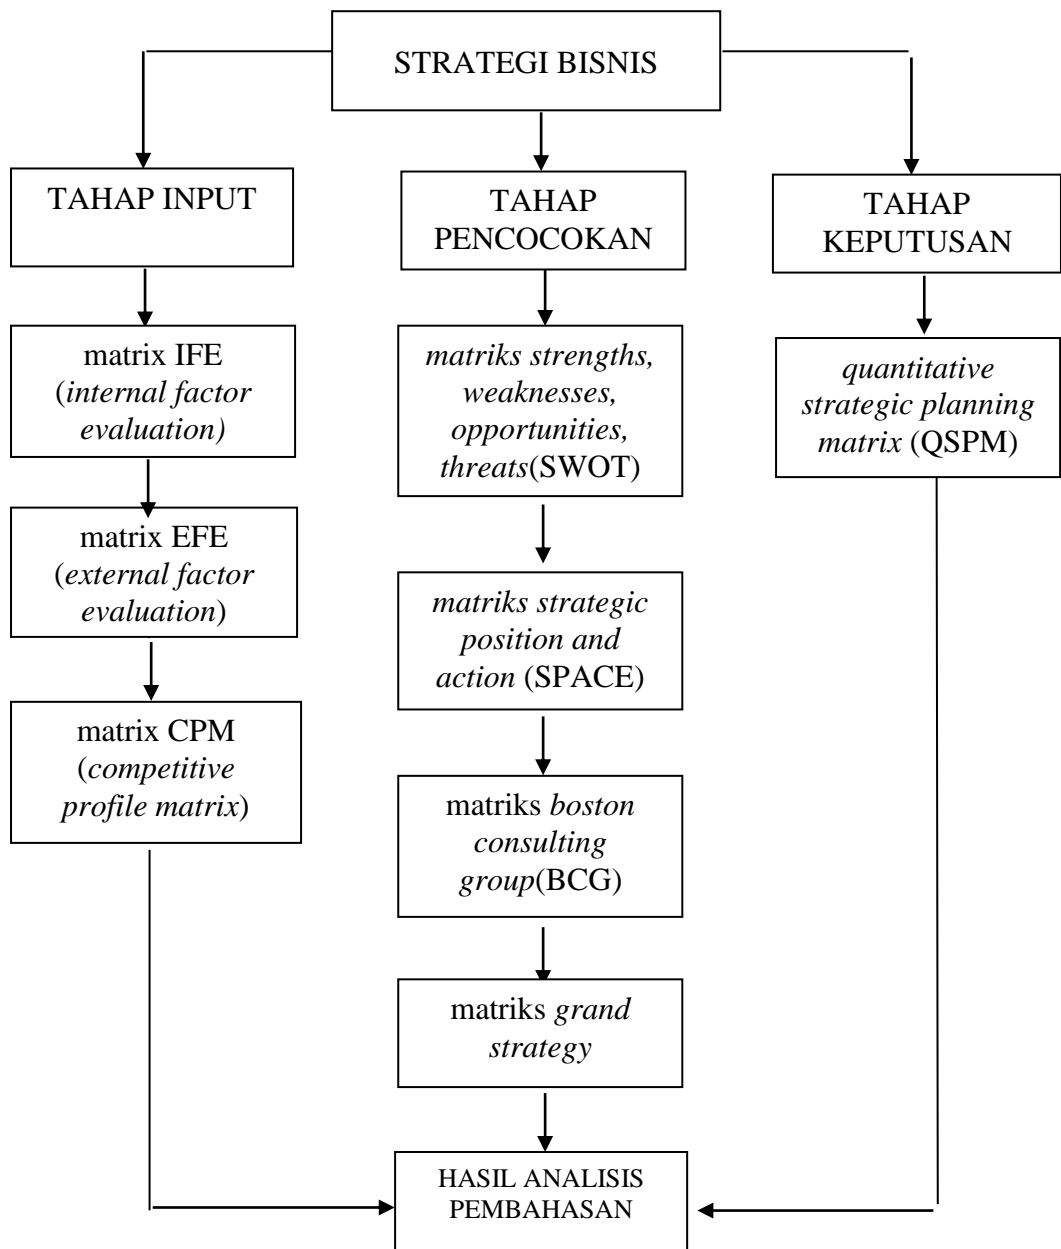 STRATEGI BISNIS
TAHAP INPUT
TAHAP
PENCOCOKAN
TAHAP
KEPUTUSAN
matrix IFE
(internal factor
evaluation)
matriks strengths,
weaknesses,
opportunities,
threats(SWOT)
quantitative
strategic planning
matrix (QSPM)
matrix EFE
(external factor
evaluation)
matriks strategic
position and
action (SPACE)
matrix CPM
(competitive
profile matrix)
matriks boston
consulting
group(BCG)
matriks grand
strategy
HASIL ANALISIS
PEMBAHASAN